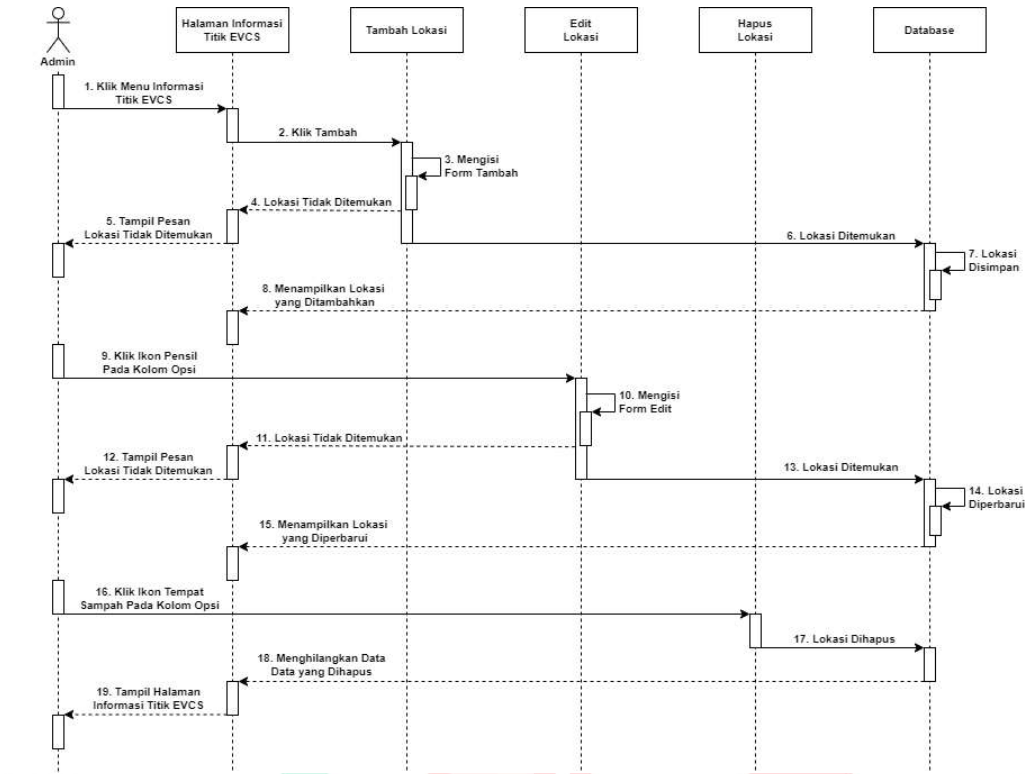 Halaman Informasi
Titik EVCS
Tambah Lokasi
Edit
Lokasi
Hapus
Lokasi
Database
Admin
1. Klik Menu Informasi
Titik EVCS
2. Klik Tambah
3. Mengisi
Form Tambah
4. Lokasi Tidak Ditemukan
5. Tampil Pesan
Lokasi Tidak Ditemukan
6. Lokasi Ditemukan
7. Lokasi
Disimpan
8. Menampilkan Lokasi
yang Ditambahkan
9. Klik Ikon Pensil
Pada Kolom Opsi
10. Mengisi
Form Edit
11. Lokasi Tidak Ditemukan
12. Tampil Pesan
Lokasi Tidak Ditemukan
13. Lokasi Ditemukan
14. Lokasi
Diperbarui
15. Menampilkan Lokasi
yang Diperbarui
16. Klik Ikon Tempat
Sampah Pada Kolom Opsi
17. Lokasi Dihapus
18. Menghilangkan Data
Data yang Dihapus
19. Tampil Halaman
Informasi Titik EVCS